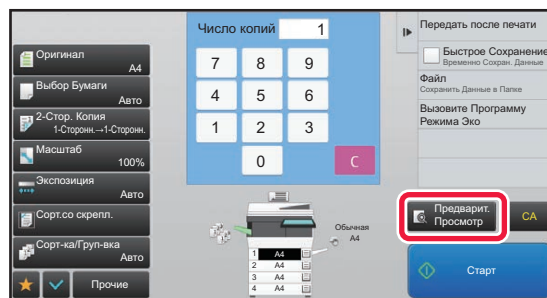 Число копий
1
Оригинал
A4
Выбор Бумаги
Авто
2-Стор. Копия
1-Сторонн.→1-Сторонн.
Масштаб
100%
Экспозиция
Авто
Сорт.со скрепл.
Сорт-ка/Груп-вка
Авто
Прочие
7
8
9
4
5
6
1
2
3
0
C
Обычная
A4
1 A4
2 A4
3 A4
4 A4
Передать после печати
Быстрое Сохранение
Временно Сохран. Данные
Файл
Сохранить Данные в Папке
Вызовите Программу
Режима Эко
Предварит.
Просмотр
CA
Старт